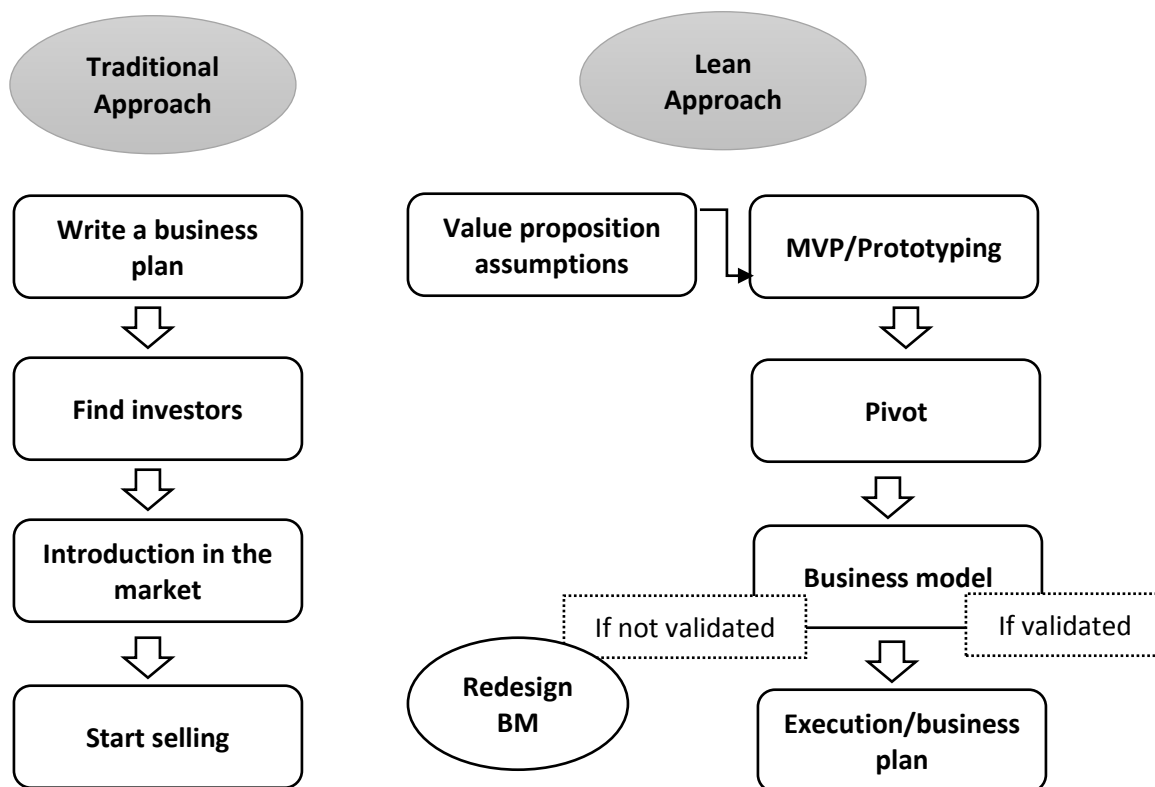 Traditional
Approach
Write a business
plan
Find investors
Introduction in the
market
Start selling
Lean
Approach
Value proposition
assumptions
MVP/Prototyping
Pivot
Business model
If not validated
If validated
Redesign
BM
Execution/business
plan